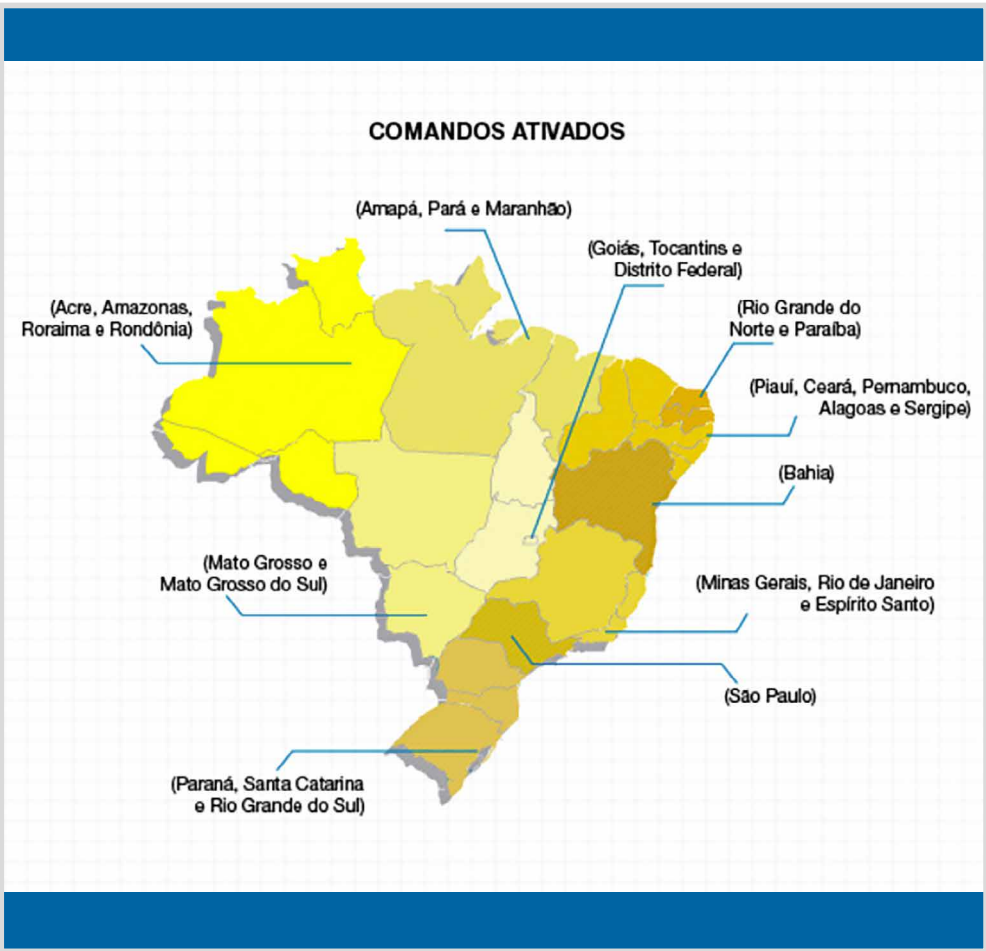 COMANDOS ATIVADOS
(Amapá, Pará e Maranhão)
(Goiás, Tocantins e
Distrito Federal)
(Acre, Amazonas,
Roraima e Rondônia)
(Rio Grande do
Norte e Paraíba)
(Piauí, Ceará, Pernambuco,
Alagoas e Sergipe)
(Bahia)
(Mato Grosso e
Mato Grosso do Sul)
(Minas Gerais, Rio de Janeiro
e Espírito Santo)
(São Paulo)
(Paraná, Santa Catarina
e Rio Grande do Sul)